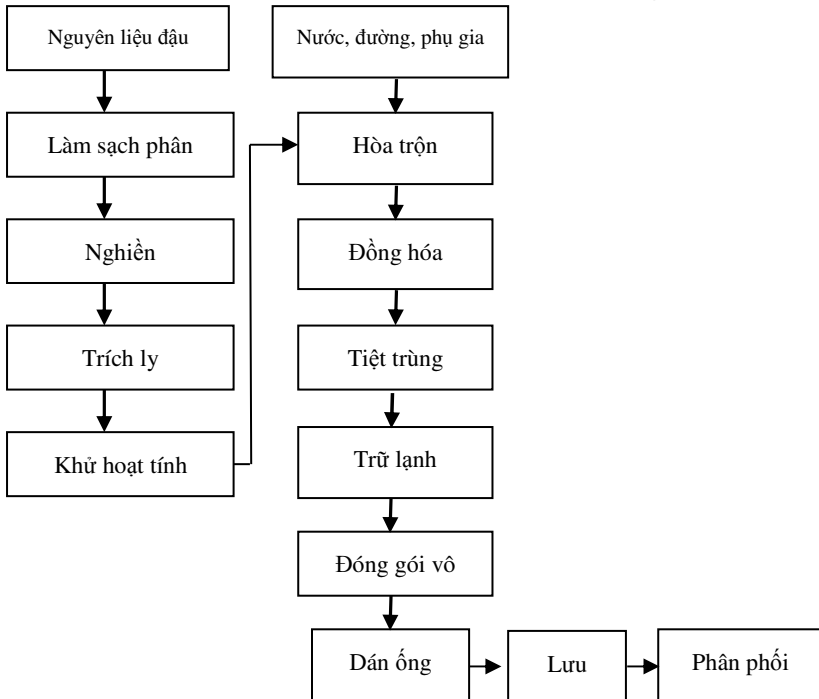 Nguyên liệu đậu
Nước, đường, phụ gia
Làm sạch phân
Hòa trộn
Nghiền
Đồng hóa
Trích ly
Tiệt trùng
Khử hoạt tính
Trữ lạnh
Đóng gói vô
Dán ống
Lưu
Phân phối